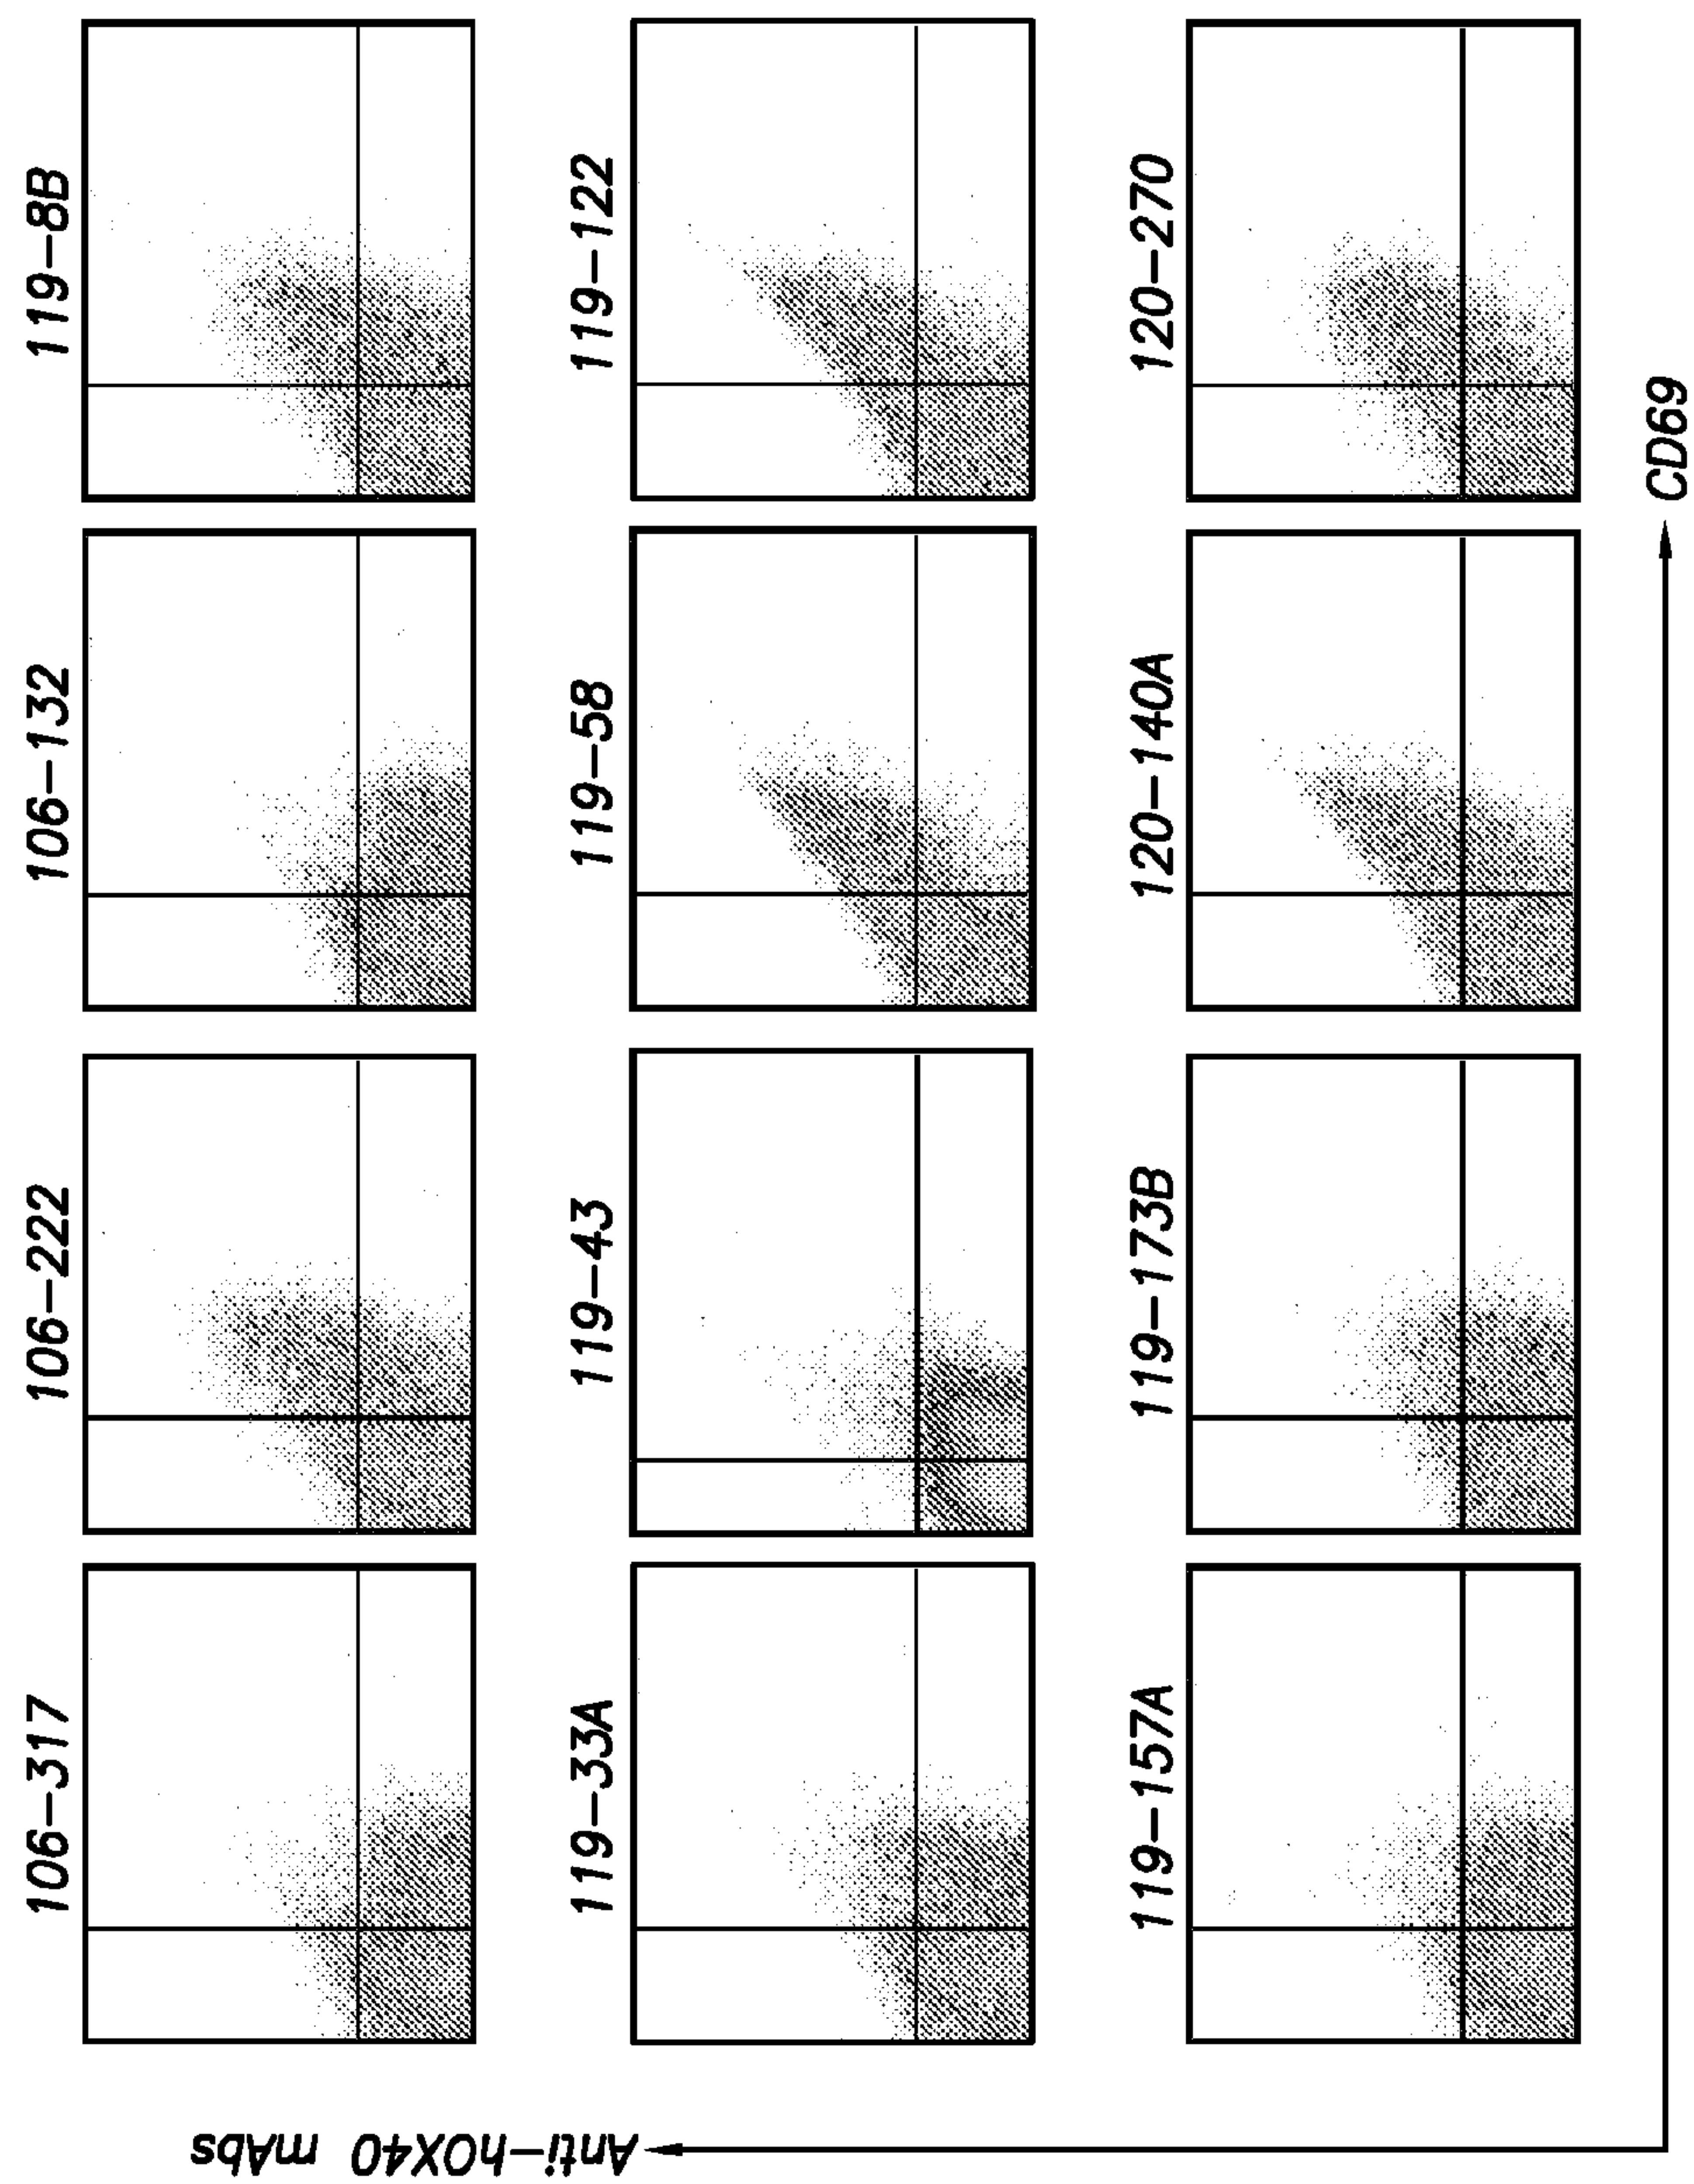 106-317
106-222
106-132
119-8B
119-33A
119-43
119-58
119-122
119-157A
119-173B
120-140A
120-270
Anti-hOX40 mAbs
CD69